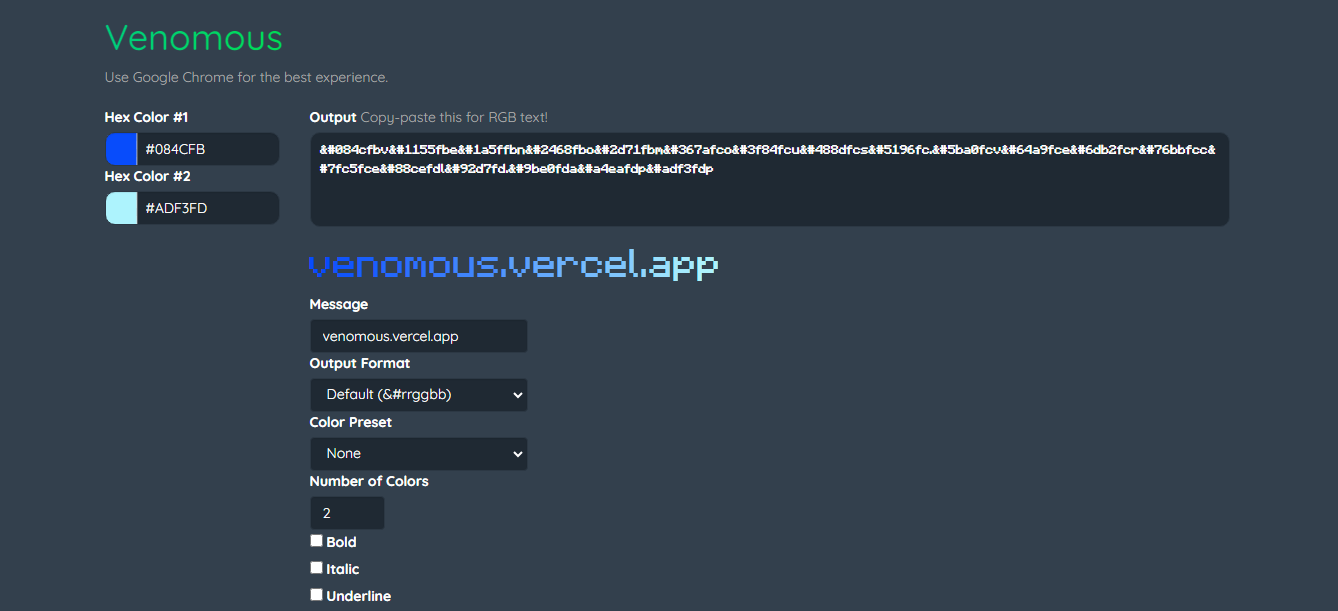 Venomous
Use Google Chrome for the best experience.
Hex Color #1
#084CFB
Hex Color #2
#ADF3FD
Output Copy-paste this for RGB text!
&#084cfbv&#1155fbe&#1a5ffbn&#2468fbo&#2d71fbm&#367afco&#3f84fcu&#488dfcs&#5196fc.&#5ba0fcv&#64a9fce&#6db2fcr&#76bbfcc&
#7fc5fce&#88cefdl&#92d7fd.&#9be0fda&#a4eafdp&#adf3fdp
venomous.vercel.app
Message
venomous.vercel.app
Output Format
Default (&#rrggbb)
Color Preset
None
Number of Colors
2
Bold
Italic
Underline